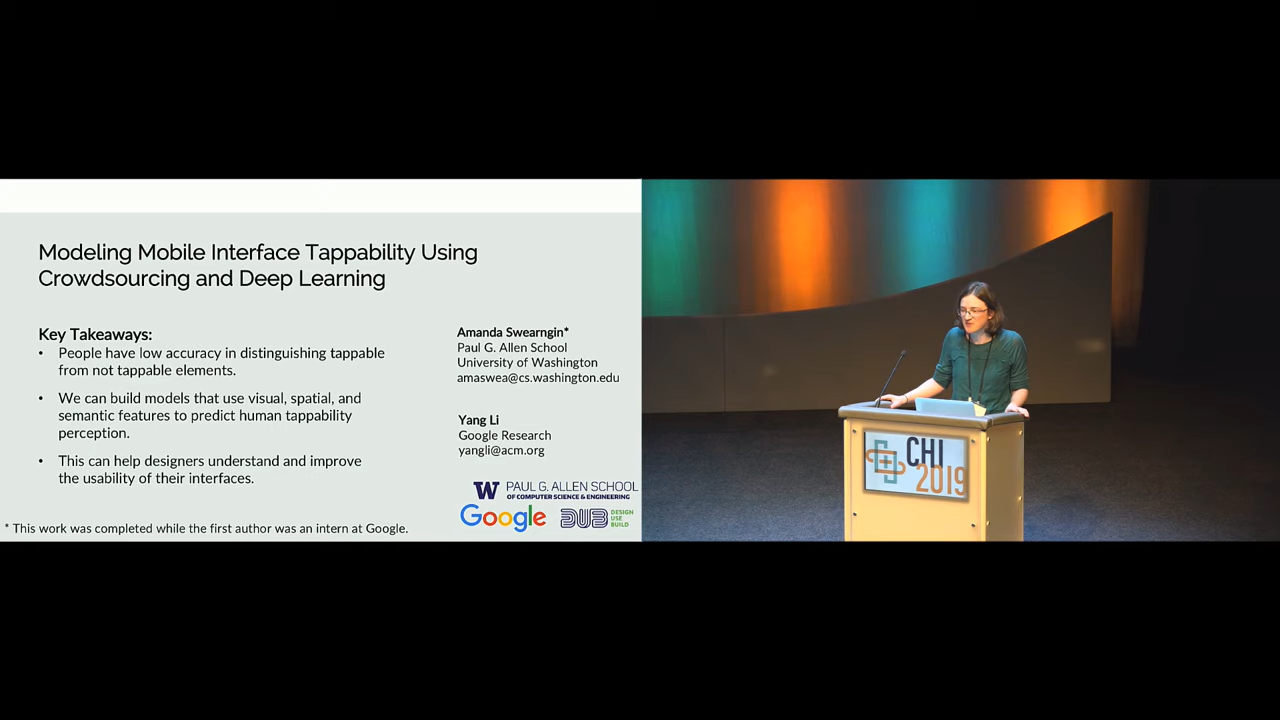 Modeling Mobile Interface Tappability Using
Crowdsourcing and Deep Learning
Key Takeaways:
• People have low accuracy in distinguishing tappable
from not tappable elements.
• We can build models that use visual, spatial, and
semantic features to predict human tappability
perception.
• This can help designers understand and improve
the usability of their interfaces.
* This work was completed while the first author was an intern at Google.
Amanda Swearngin*
Paul G. Allen School
University of Washington
amaswea@cs.washington.edu
Yang Li
Google Research
yangli@acm.org
W PAUL G. ALLEN SCHOOL
OF COMPUTER SCIENCE & ENGINEERING
Google
DUB DESIGN
USE
BUILD
CHI
2019